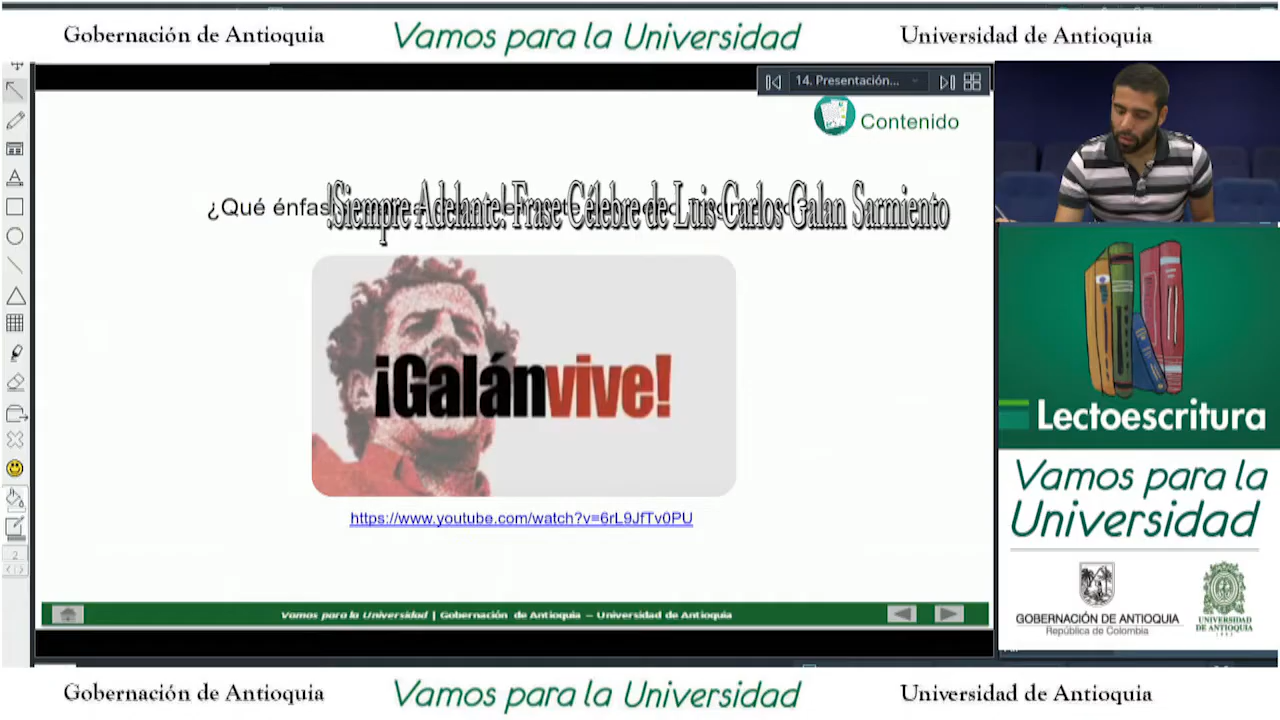 Gobernación de Antioquia
Vamos para la Universidad
Universidad de Antioquia
14. Presentación...
Contenido
¿Qué énfas
!Siempre Adelante! Frase Célebre de Luis Carlos Galan Sarmiento
¡Galánvive!
https://www.youtube.com/watch?v=6rL9JfTv0PU
Vamos para la Universidad | Gobernación de Antioquia – Universidad de Antioquia
2
Lectoescritura
Vamos para la
Universidad
GOBERNACIÓN DE ANTIOQUIA
República de Colombia
UNIVERSIDAD
DE ANTIOQUIA
Gobernación de Antioquia
Vamos para la Universidad
Universidad de Antioquia